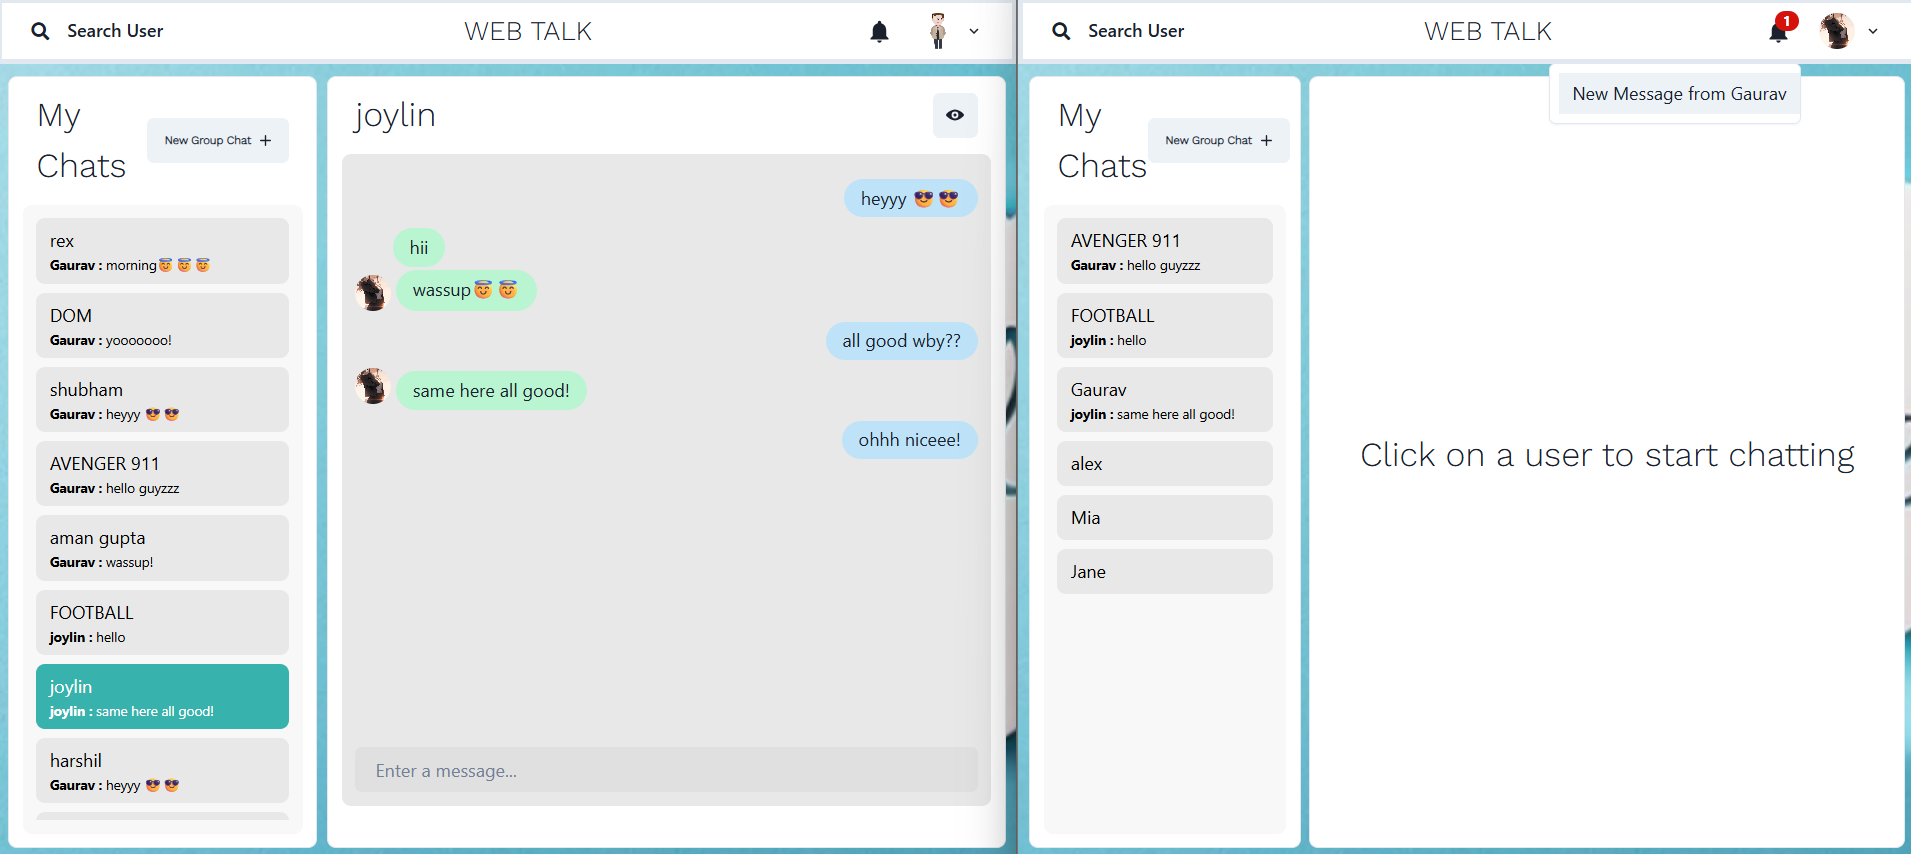 Search User
WEB TALK
My
Chats
New Group Chat +
rex
Gaurav : morning😇😇😇
DOM
Gaurav : yooooooo!
shubham
Gaurav : heyyy 😎😎
AVENGER 911
Gaurav : hello guyzzz
aman gupta
Gaurav : wassup!
FOOTBALL
joylin : hello
joylin
joylin : same here all good!
harshil
Gaurav : heyyy 😎😎
joylin
heyyy 😎😎
hii
wassup😇😇
all good wby??
same here all good!
ohhh niceee!
Enter a message...
Search User
WEB TALK
1
New Message from Gaurav
My
Chats
New Group Chat +
AVENGER 911
Gaurav : hello guyzzz
FOOTBALL
joylin : hello
Gaurav
joylin : same here all good!
alex
Mia
Jane
Click on a user to start chatting